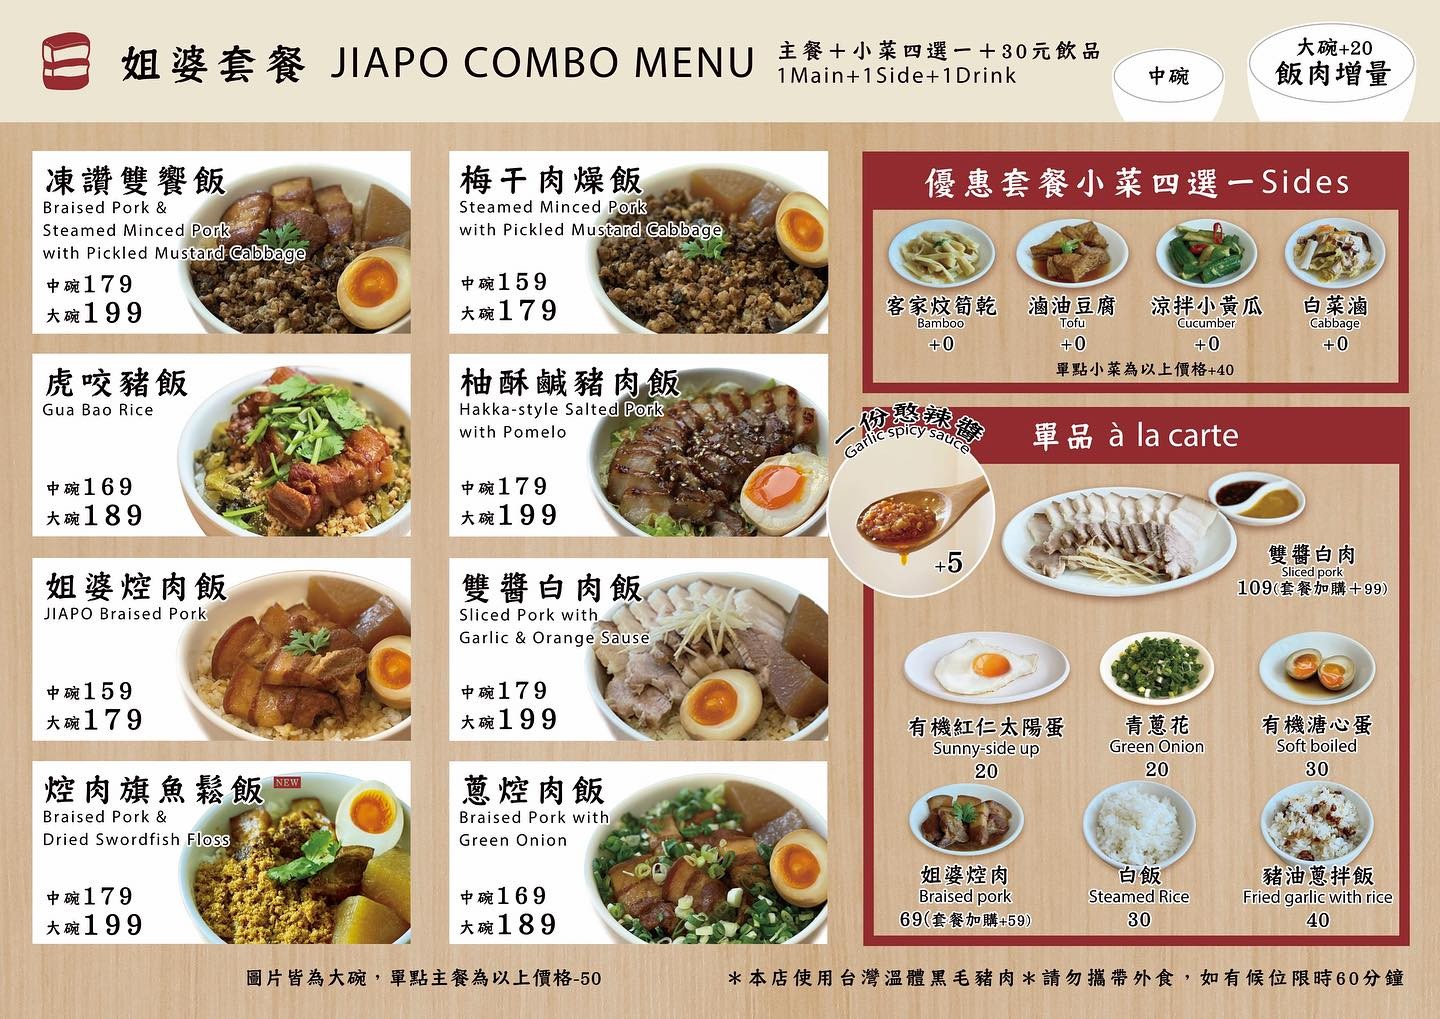 姐婆套餐 JIAPO COMBO MENU
主餐＋小菜四選一＋30元飲品
1Main+1Side+1Drink
中碗
大碗+20
飯肉增量
凍讚雙饗飯
Braised Pork &
Steamed Minced Pork
with Pickled Mustard Cabbage
中碗179
大碗199
虎咬豬飯
Gua Bao Rice
中碗169
大碗189
姐婆焢肉飯
JIAPO Braised Pork
中碗159
大碗179
焢肉旗魚鬆飯 NEW
Braised Pork &
Dried Swordfish Floss
中碗179
大碗199
梅干肉燥飯
Steamed Minced Pork
with Pickled Mustard Cabbage
中碗159
大碗179
柚酥鹹豬肉飯
Hakka-style Salted Pork
with Pomelo
中碗179
大碗199
雙醬白肉飯
Sliced Pork with
Garlic & Orange Sause
中碗179
大碗199
蔥焢肉飯
Braised Pork with
Green Onion
中碗169
大碗189
優惠套餐小菜四選一Sides
客家炆筍乾
Bamboo
+0
滷油豆腐
Tofu
+0
涼拌小黃瓜
Cucumber
+0
白菜滷
Cabbage
+0
單點小菜為以上價格+40
一份憨辣醬
Garlic spicy sauce
+5
單品 à la carte
雙醬白肉
Sliced pork
109(套餐加購＋99)
有機紅仁太陽蛋
Sunny-side up
20
青蔥花
Green Onion
20
有機溏心蛋
Soft boiled
30
姐婆焢肉
Braised pork
69(套餐加購+59)
白飯
Steamed Rice
30
豬油蔥拌飯
Fried garlic with rice
40
圖片皆為大碗，單點主餐為以上價格-50
＊本店使用台灣溫體黑毛豬肉＊請勿攜帶外食，如有候位限時60分鐘